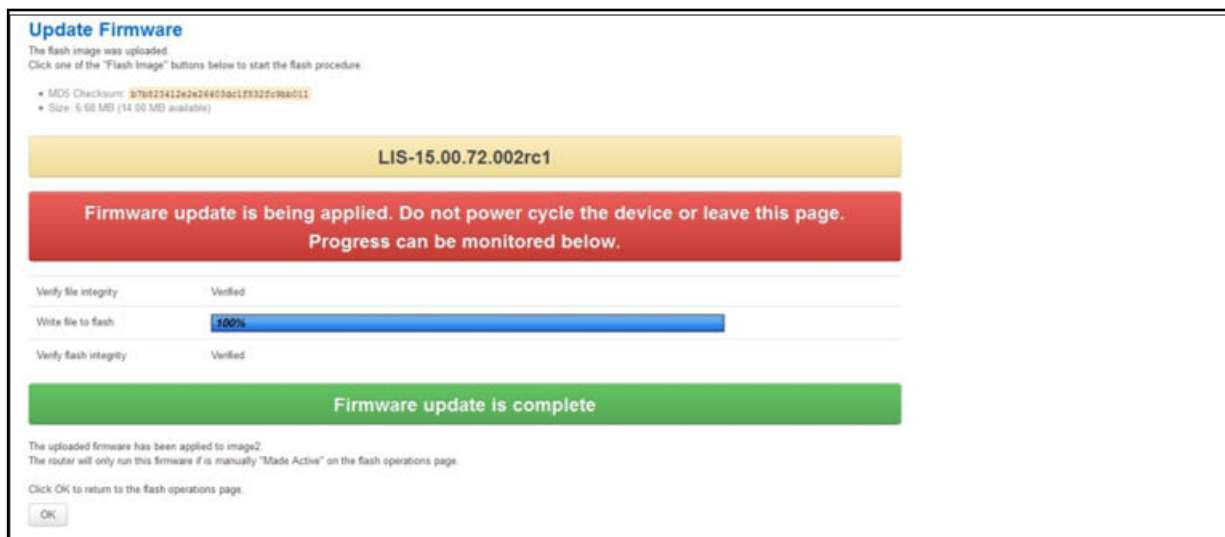 Update Firmware
The flash image was uploaded.
Click one of the "Flash Image" buttons below to start the flash procedure.
• MD5 Checksum:
• Size: 6.68 MB (14.00 MB available)
LIS-15.00.72.002rc1
Firmware update is being applied. Do not power cycle the device or leave this page.
Progress can be monitored below.
Verify file integrity Verified
Write file to flash 100%
Verify flash integrity Verified
Firmware update is complete
The uploaded firmware has been applied to image2.
The router will only run this firmware if is manually "Made Active" on the flash operations page.
Click OK to return to the flash operations page.
OK